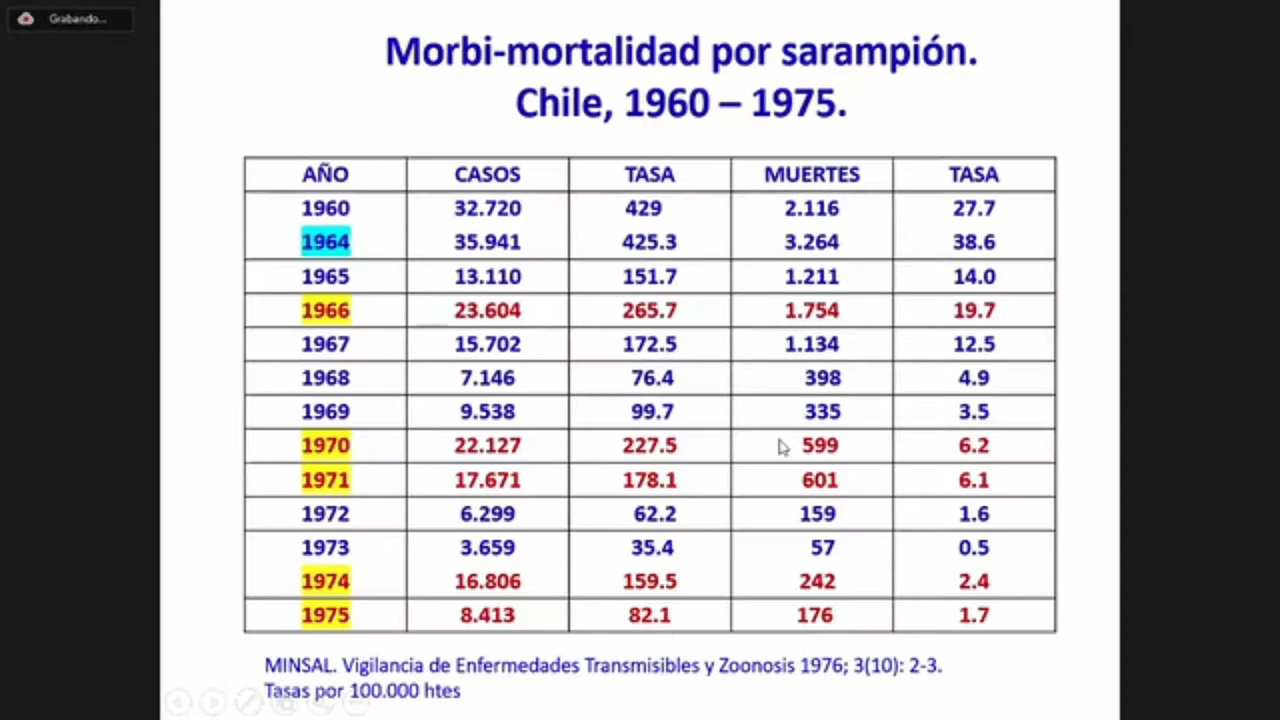 Grabando...
Morbi-mortalidad por sarampión.
Chile, 1960 – 1975.
AÑO CASOS TASA MUERTES TASA
1960 32.720 429 2.116 27.7
1964 35.941 425.3 3.264 38.6
1965 13.110 151.7 1.211 14.0
1966 23.604 265.7 1.754 19.7
1967 15.702 172.5 1.134 12.5
1968 7.146 76.4 398 4.9
1969 9.538 99.7 335 3.5
1970 22.127 227.5 599 6.2
1971 17.671 178.1 601 6.1
1972 6.299 62.2 159 1.6
1973 3.659 35.4 57 0.5
1974 16.806 159.5 242 2.4
1975 8.413 82.1 176 1.7
MINSAL. Vigilancia de Enfermedades Transmisibles y Zoonosis 1976; 3(10): 2-3.
Tasas por 100.000 htes